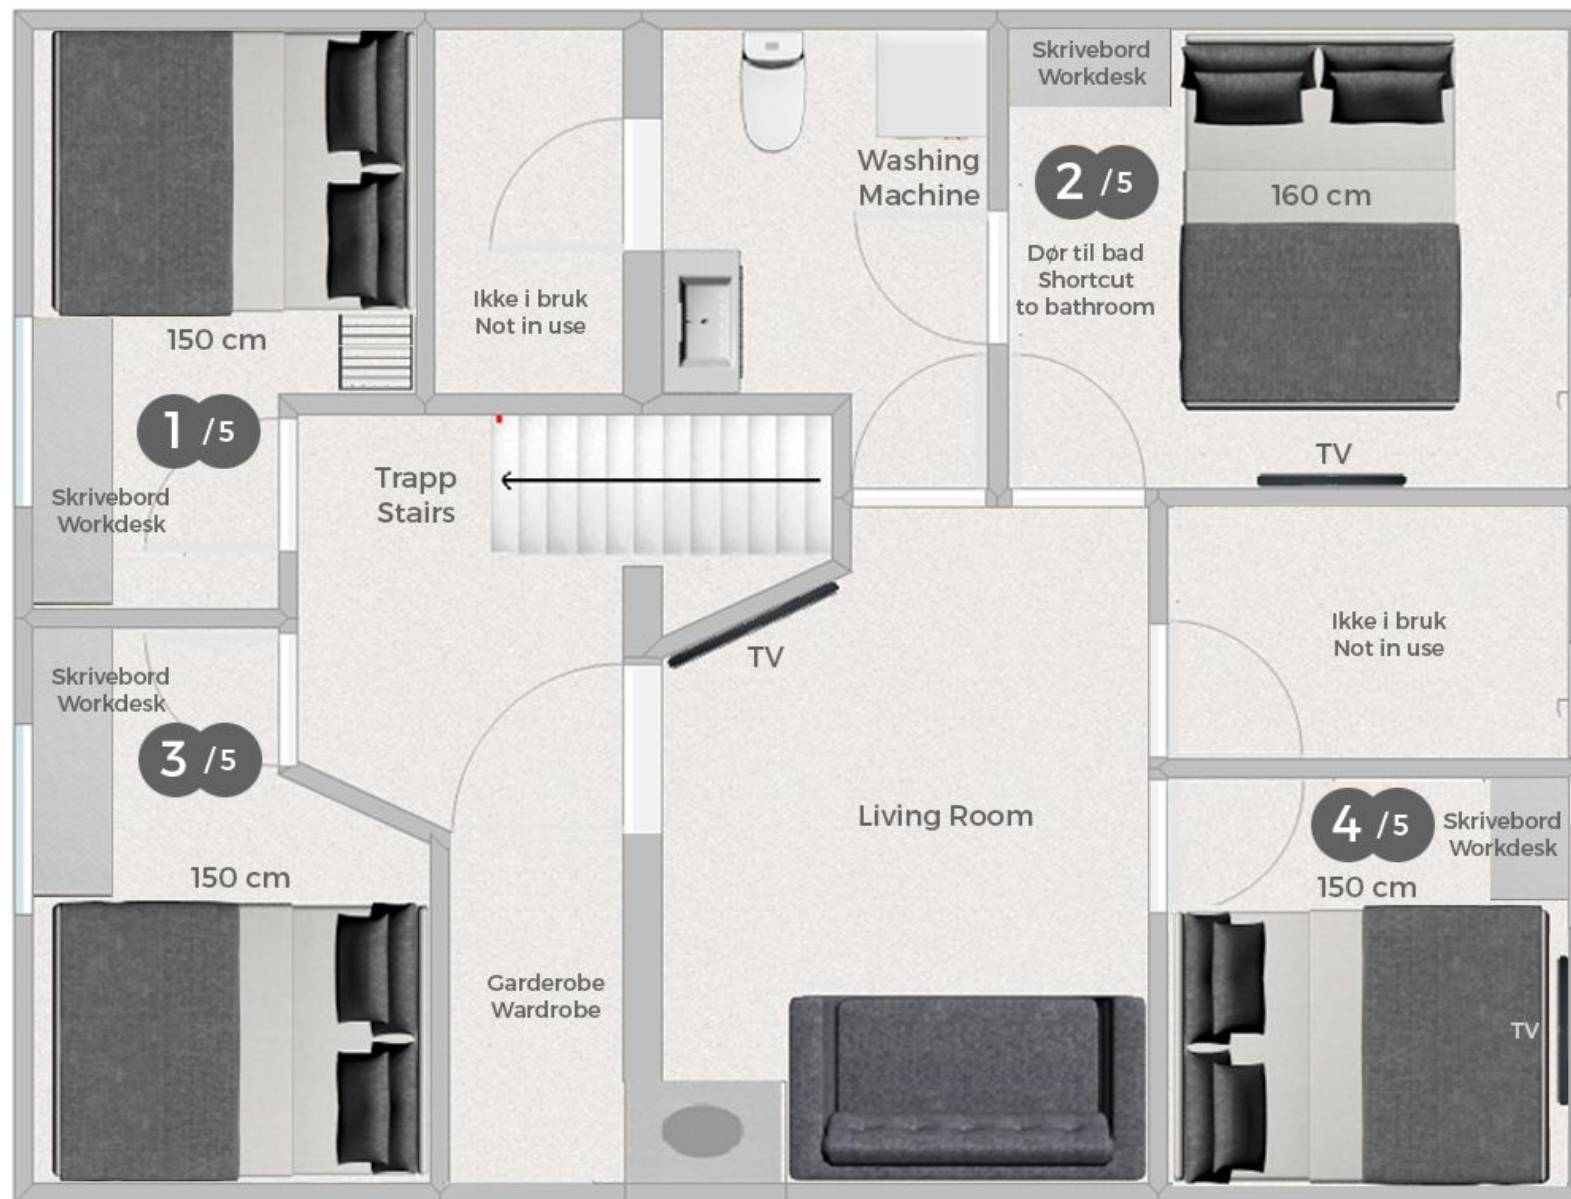 Skrivebord
Workdesk
Washing
Machine
2 /5
160 cm
Dør til bad
Shortcut
to bathroom
Ikke i bruk
Not in use
150 cm
1 /5
TV
Trapp
Stairs
Skrivebord
Workdesk
Ikke i bruk
Not in use
TV
Skrivebord
Workdesk
3 /5
Living Room
4 /5
Skrivebord
Workdesk
150 cm
150 cm
Garderobe
Wardrobe
TV